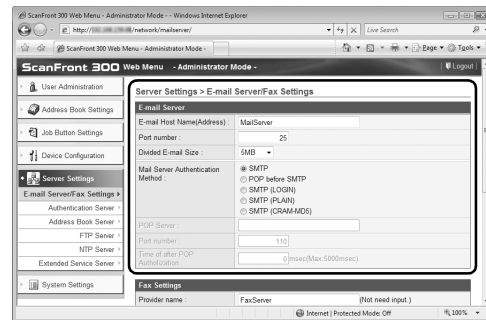 ScanFront 300 Web Menu - Administrator Mode - - Windows Internet Explorer
http:// /network/mailserver/
Live Search
ScanFront 300 Web Menu - Administrator Mode -
Page
Tools
ScanFront 300 Web Menu - Administrator Mode -
Logout
User Administration
Address Book Settings
Job Button Settings
Device Configuration
Server Settings
E-mail Server/Fax Settings
Authentication Server
Address Book Server
FTP Server
NTP Server
Extended Service Server
System Settings
Server Settings > E-mail Server/Fax Settings
E-mail Server
E-mail Host Name(Address) : MailServer
Port number : 25
Divided E-mail Size : 5MB
Mail Server Authentication Method :
SMTP
POP before SMTP
SMTP (LOGIN)
SMTP (PLAIN)
SMTP (CRAM-MD5)
POP Server :
Port number 110
Time of after POP Autholization 0 msec(Max:5000msec)
Fax Settings
Provider name : FaxServer (Not need input.)
Internet | Protected Mode: Off
100%